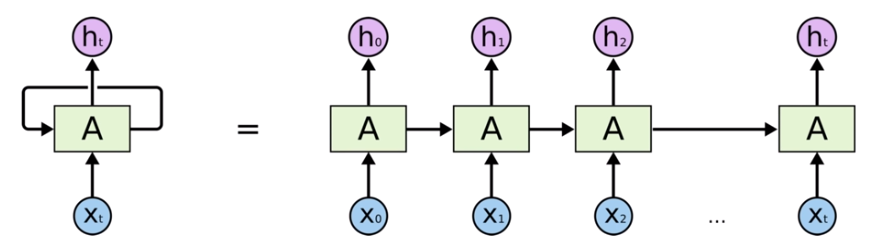 ht h0 h1 h2 ht
A = A A A A
xt x0 x1 x2 ... xt